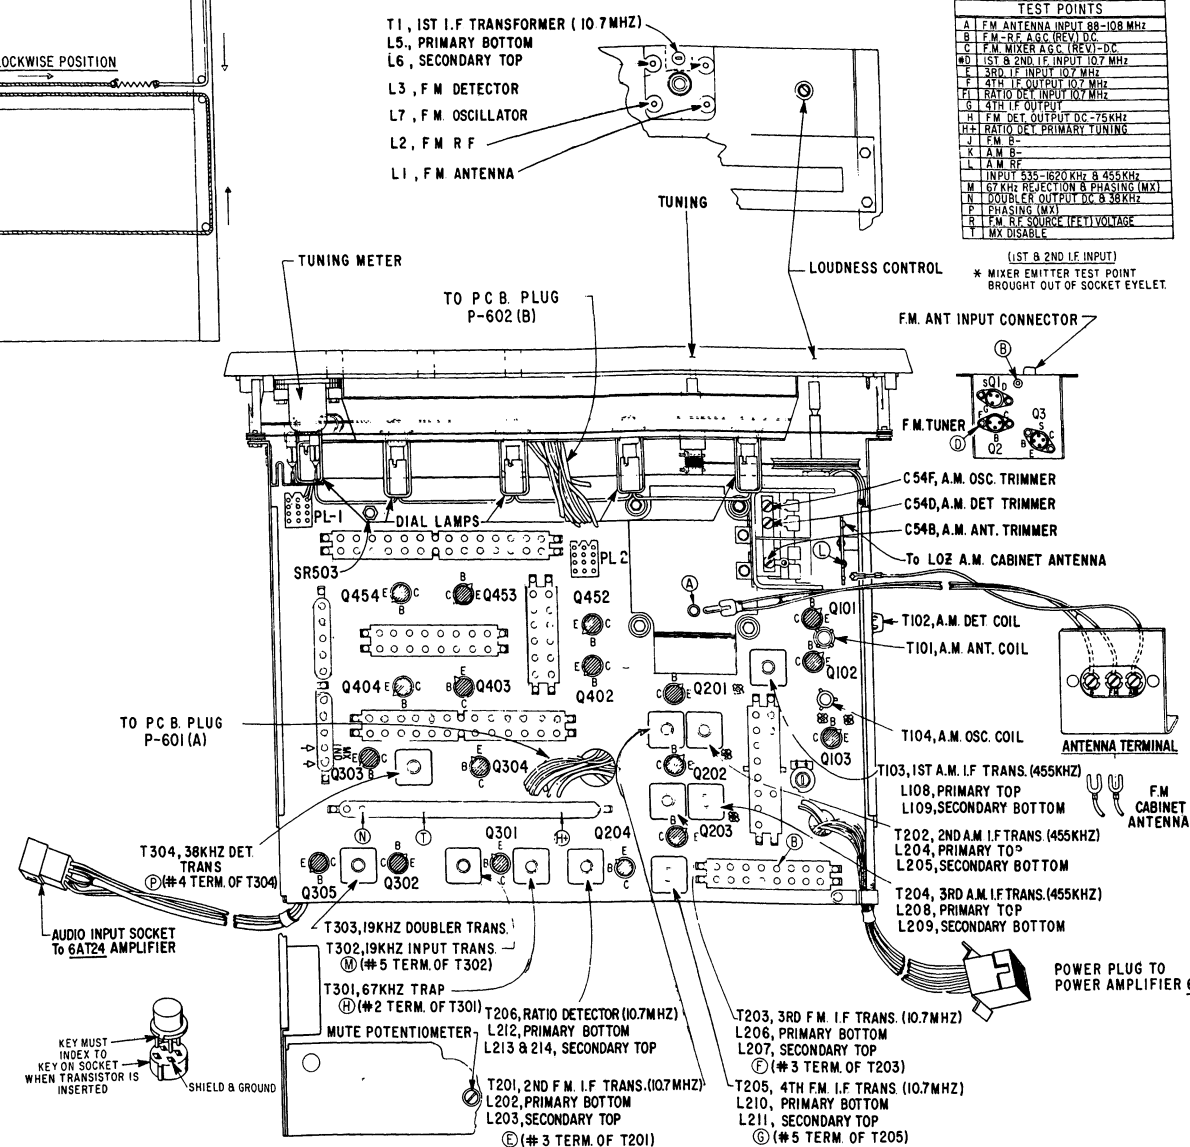 T1, 1ST I.F TRANSFORMER (10.7MHZ)
L5., PRIMARY BOTTOM
L6, SECONDARY TOP
L3, FM DETECTOR
L7, F M. OSCILLATOR
L2, FM RF
L1, FM ANTENNA
LOCKWISE POSITION
TEST POINTS
A F.M ANTENNA INPUT 88-108 MHz
B F.M-R.F. A.G.C. (REV.) D.C.
C F.M. MIXER A.G.C. (REV.)-D.C.
*D 1ST & 2ND. I.F. INPUT 10.7 MHz
E 3RD. I.F INPUT 10.7 MHz
F 4TH I.F OUTPUT 10.7 MHz
F1 RATIO DET. INPUT 10.7 MHz
G 4TH I.F OUTPUT
H FM DET. OUTPUT D.C.-75KHz
H+ RATIO DET. PRIMARY TUNING
J F.M. B-
K A.M. B-
L A.M. RF
INPUT 535-1620 KHz & 455KHz
M 67 KHz REJECTION & PHASING (MX)
N DOUBLER OUTPUT DC. & 38KHz
P PHASING (MX)
R F.M. R.F. SOURCE (FET) VOLTAGE
T MX DISABLE
(1ST & 2ND I.F. INPUT)
* MIXER EMITTER TEST POINT
BROUGHT OUT OF SOCKET EYELET.
TUNING
TUNING METER
LOUDNESS CONTROL
TO P C B. PLUG
P-602 (B)
F.M. ANT INPUT CONNECTOR
B
S Q1 D
G
F C
B
Q2
Q3
S
B C
E
F.M. TUNER
D
C54F, A.M. OSC. TRIMMER
C54D, A.M. DET TRIMMER
C54B, A.M. ANT. TRIMMER
To LOZ A.M. CABINET ANTENNA
PL-1
DIAL LAMPS
SR503
PL 2
L
A
Q454 E C B
B C E Q453
Q452 E B C
Q101 C B E
T102, A.M. DET. COIL
T101, A.M. ANT. COIL
Q102 B C E
Q404 E C B
E C B Q403
E B C Q402
B C E Q201
TO P C B. PLUG
P-601 (A)
T104, A.M. OSC. COIL
ANTENNA TERMINAL
FM
MX
IND
Q303 E C B
C B E Q304
C E B Q202
B C E Q103
T103, 1ST A.M. I.F TRANS. (455KHZ)
L108, PRIMARY TOP
L109, SECONDARY BOTTOM
F.M
CABINET
ANTENNA
T304, 38KHZ DET.
TRANS
P (#4 TERM. OF T304)
N
T
H
Q301
Q204
Q203
B
T202, 2ND A.M I.F TRANS. (455KHZ)
L204, PRIMARY TOP
L205, SECONDARY BOTTOM
Q305
Q302
T204, 3RD A.M. I.F. TRANS. (455KHZ)
L208, PRIMARY TOP
L209, SECONDARY BOTTOM
AUDIO INPUT SOCKET
To 6AT24 AMPLIFIER
T303, 19KHZ DOUBLER TRANS.
T302, 19KHZ INPUT TRANS.
M (#5 TERM. OF T302)
T301, 67KHZ TRAP
H (#2 TERM. OF T301)
MUTE POTENTIOMETER
POWER PLUG TO
POWER AMPLIFIER
T206, RATIO DETECTOR (10.7MHZ)
L212, PRIMARY BOTTOM
L213 & 214, SECONDARY TOP
T203, 3RD F M. I.F TRANS. (10.7MHZ)
L206, PRIMARY BOTTOM
L207, SECONDARY TOP
F (#3 TERM. OF T203)
KEY MUST
INDEX TO
KEY ON SOCKET
WHEN TRANSISTOR IS
INSERTED
SHIELD & GROUND
T201, 2ND F M. I.F TRANS. (10.7MHZ)
L202, PRIMARY BOTTOM
L203, SECONDARY TOP
E (#3 TERM. OF T201)
T205, 4TH F.M. I.F. TRANS. (10.7MHZ)
L210, PRIMARY BOTTOM
L211, SECONDARY TOP
G (#5 TERM. OF T205)